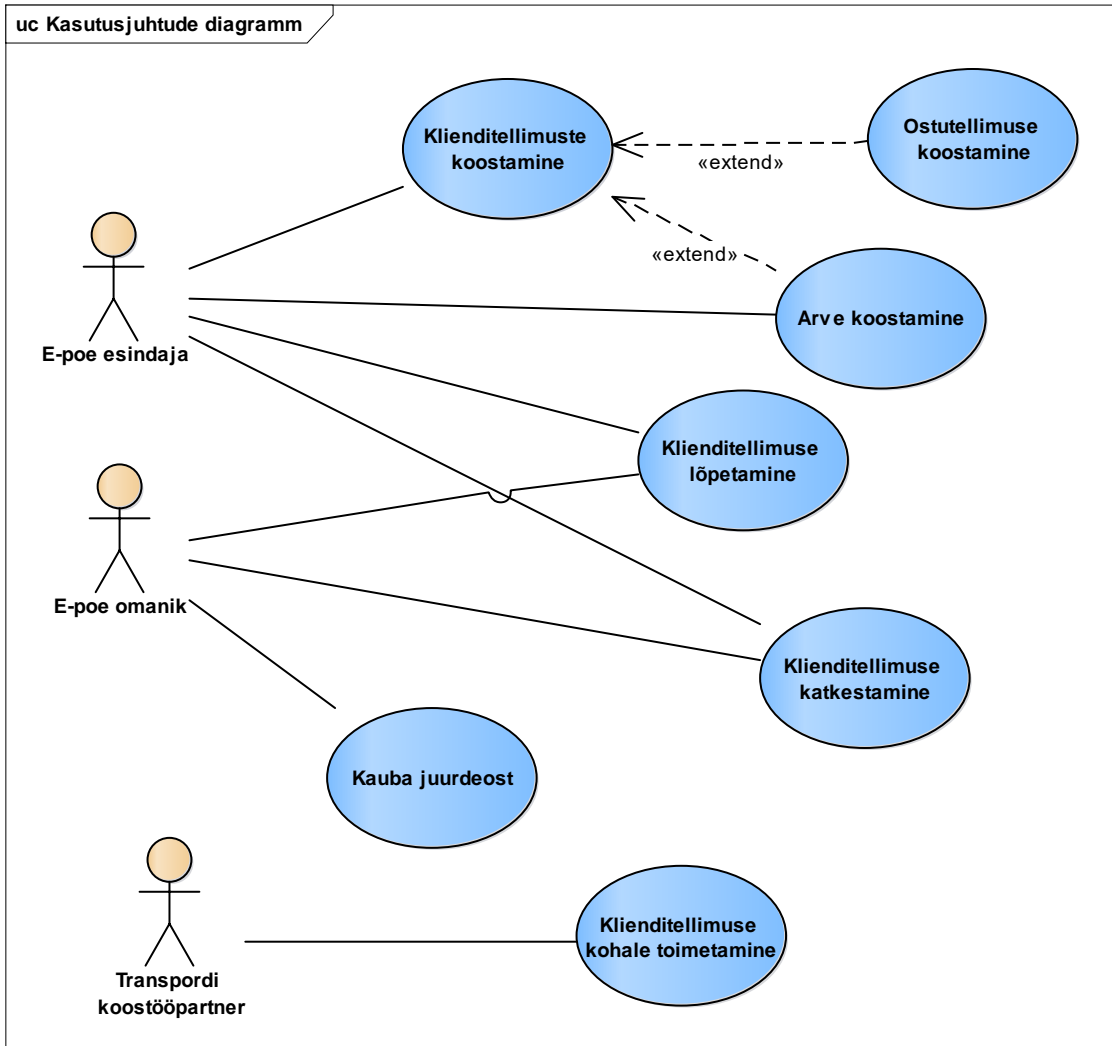 uc Kasutusjuhtude diagramm
Klienditellimuste
koostamine
Ostutellimuse
koostamine
«extend»
«extend»
Arve koostamine
E-poe esindaja
Klienditellimuse
lõpetamine
E-poe omanik
Klienditellimuse
katkestamine
Kauba juurdeost
Klienditellimuse
kohale toimetamine
Transpordi
koostööpartner